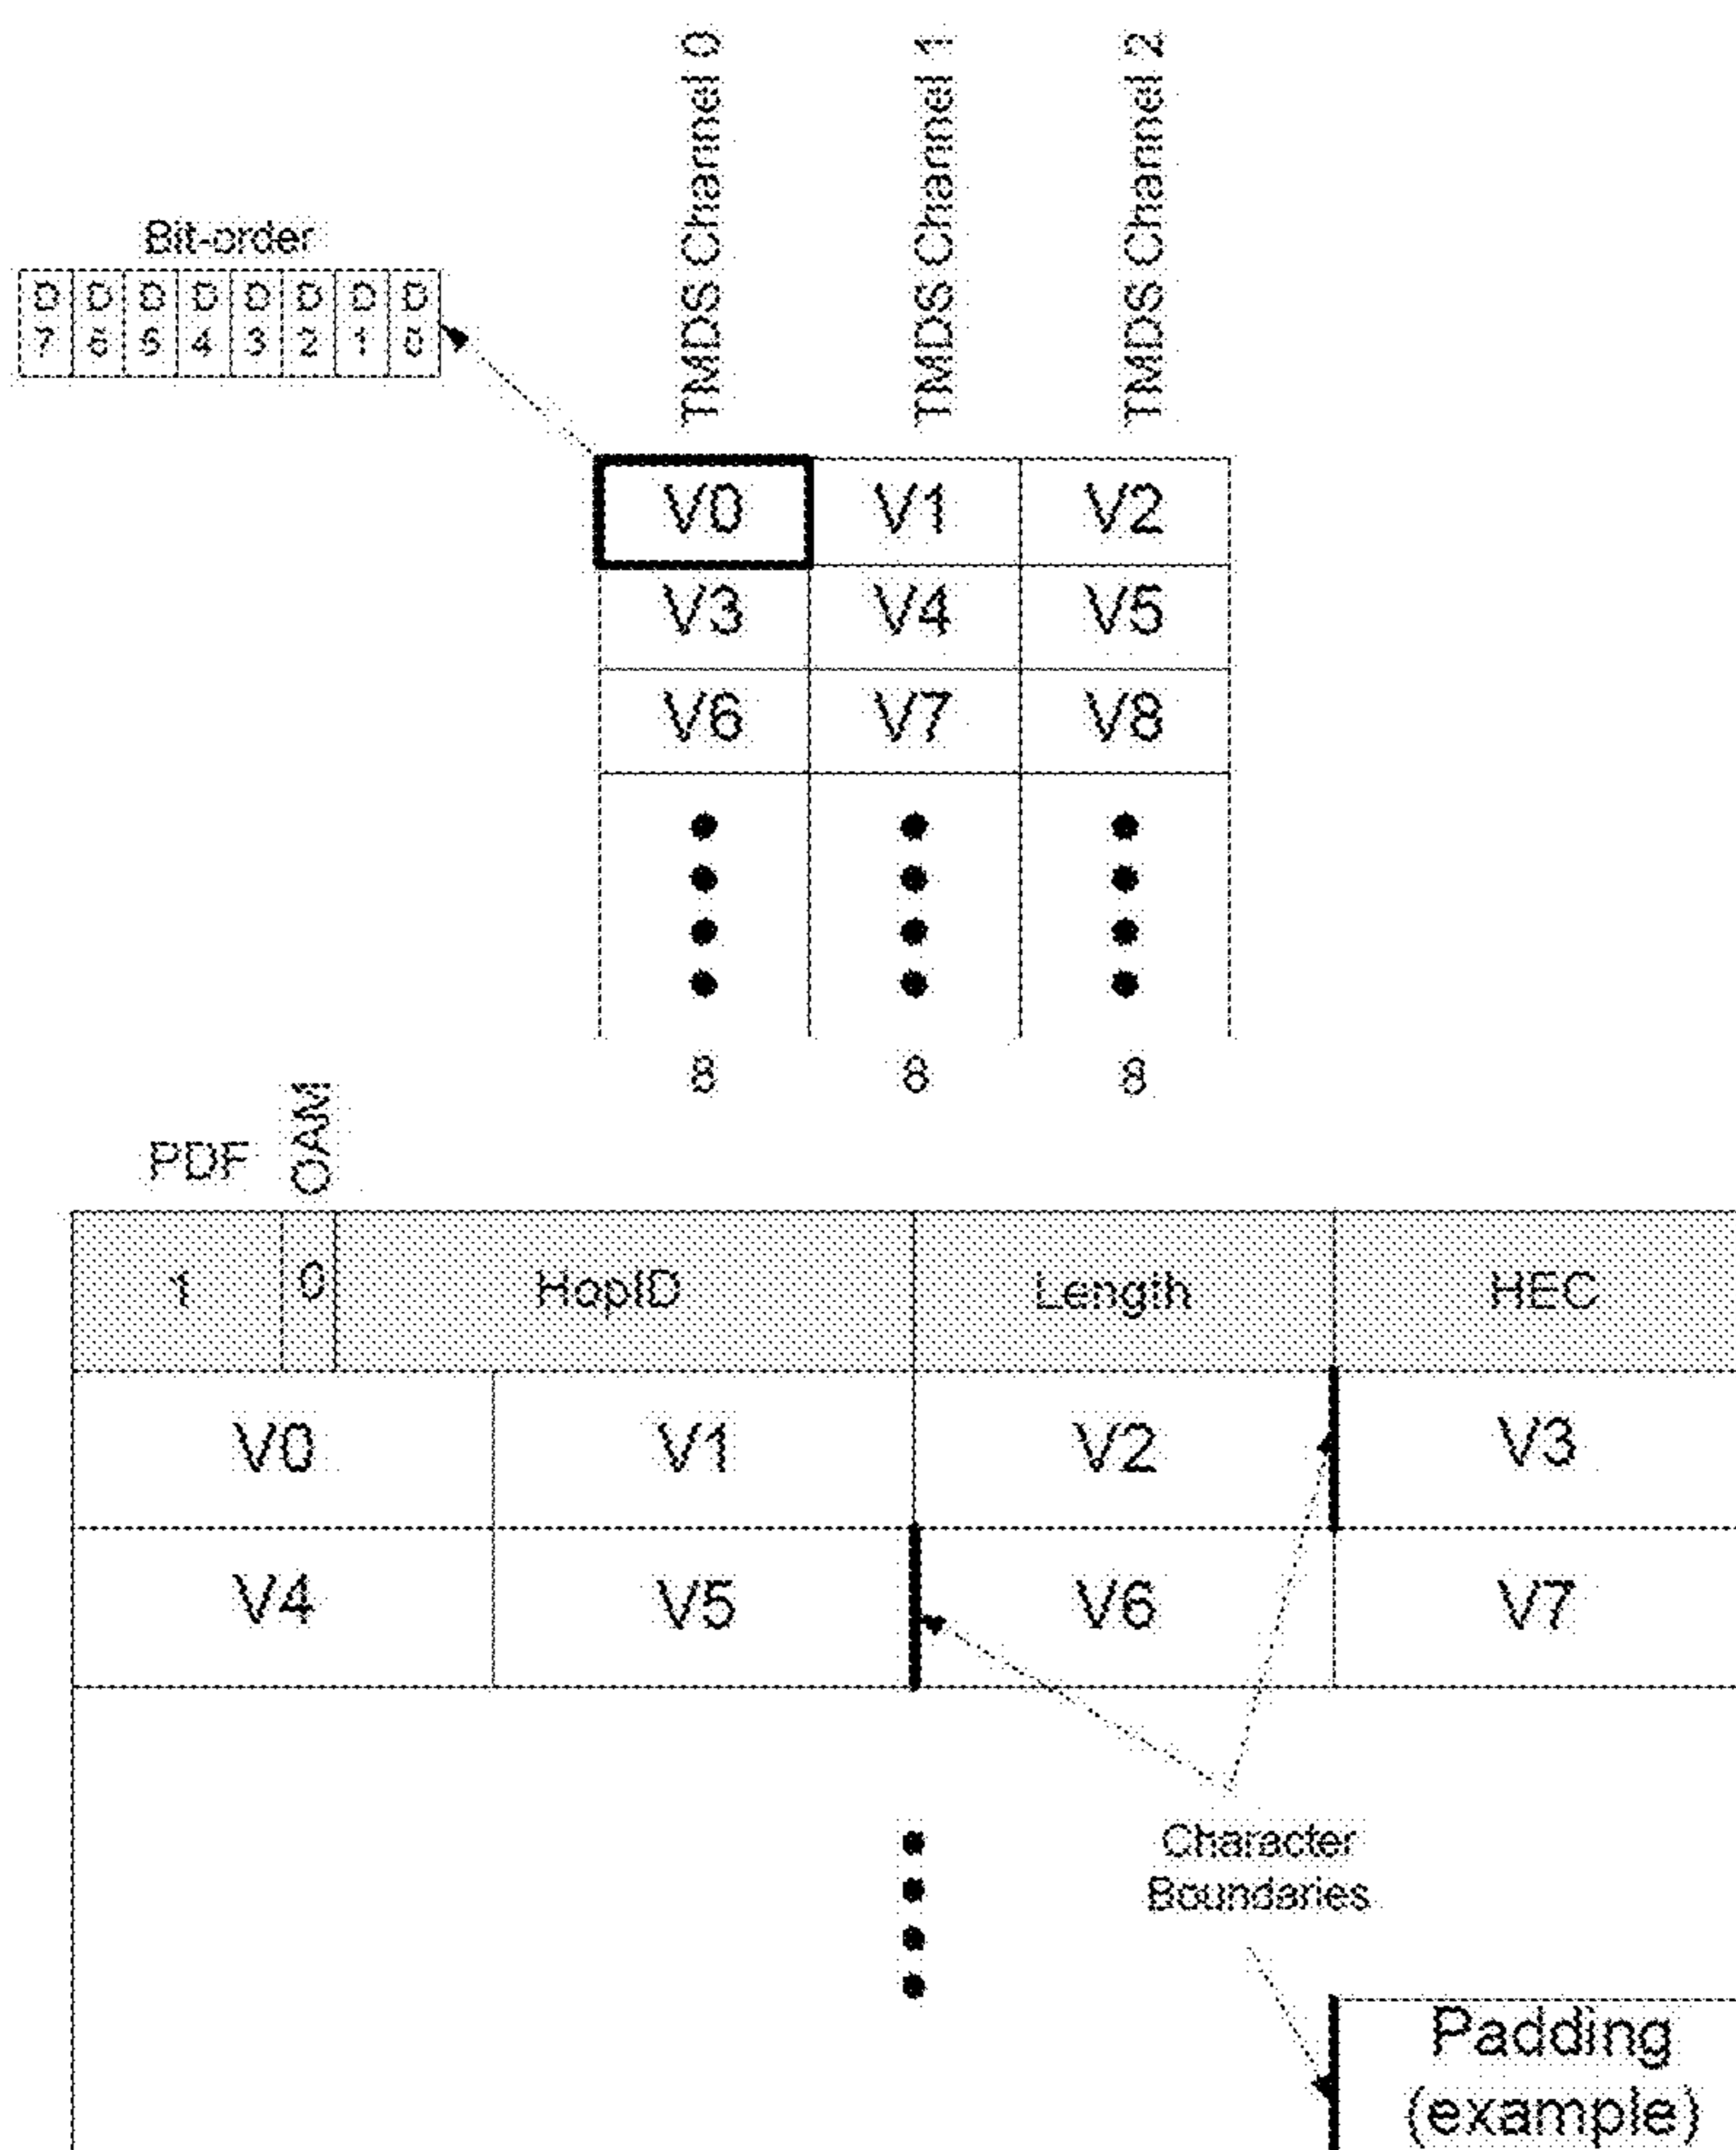 TMDS Channel 0
TMDS Channel 1
TMDS Channel 2
Bit-order
D D D D D D D D
7 6 5 4 3 2 1 0
V0 V1 V2
V3 V4 V5
V6 V7 V8
8 8 8
PDF OAM
1 0 HopID Length HEC
V0 V1 V2 V3
V4 V5 V6 V7
Character
Boundaries
Padding
(example)